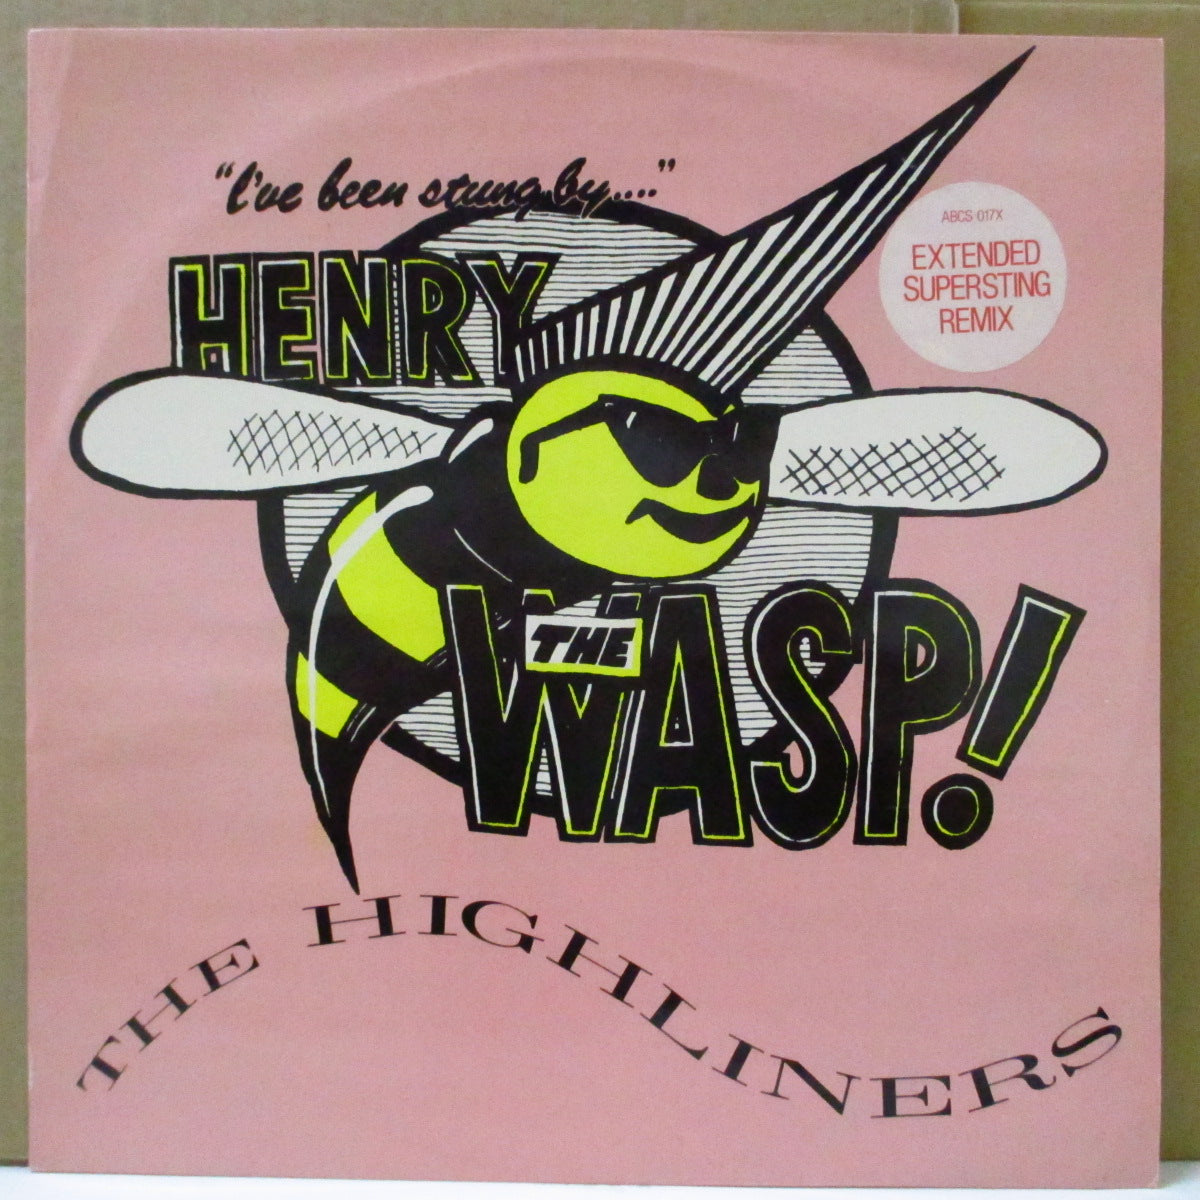 "I've been stung by...."
HENRY
THE
WASP!
ABCS 017X
EXTENDED
SUPERSTING
REMIX
THE HIGHLINERS